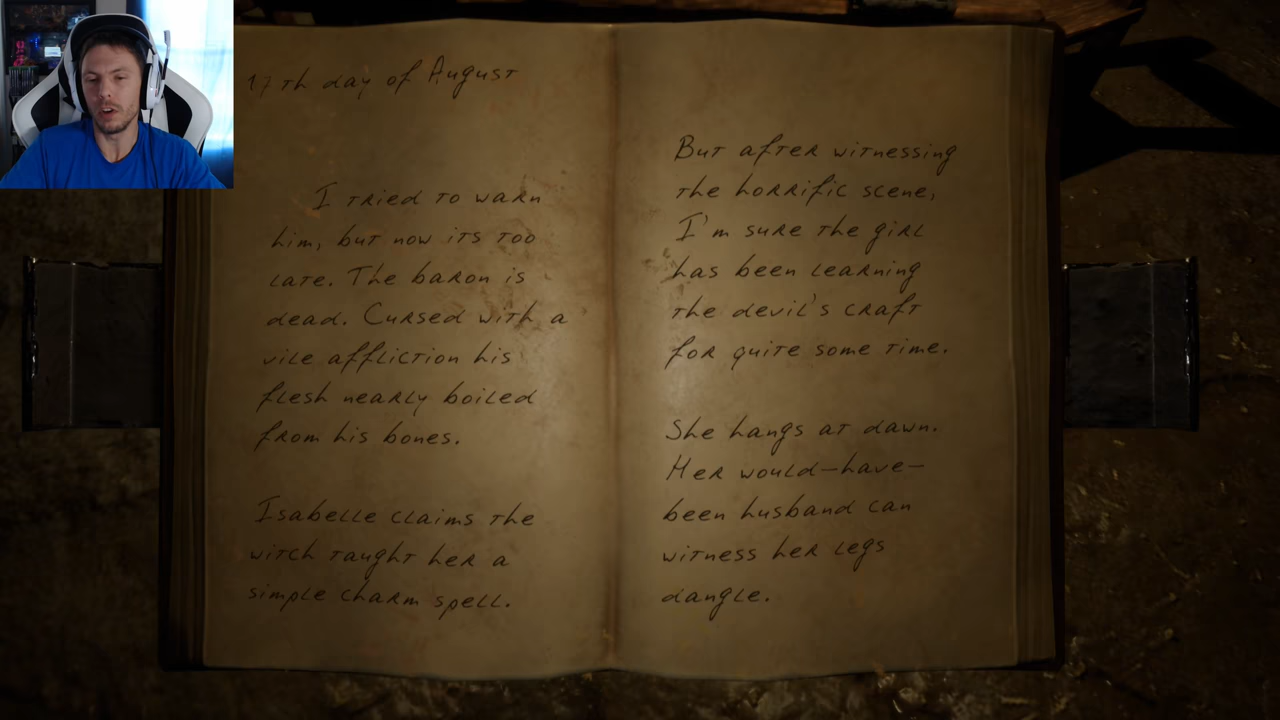 17th day of August
I tried to warn
him, but now its too
late. The baron is
dead. Cursed with a
vile affliction his
flesh nearly boiled
from his bones.
Isabelle claims the
witch taught her a
simple charm spell.
But after witnessing
the horrific scene,
I'm sure the girl
has been learning
the devil's craft
for quite some time.
She hangs at dawn.
Her would-have-
been husband can
witness her legs
dangle.